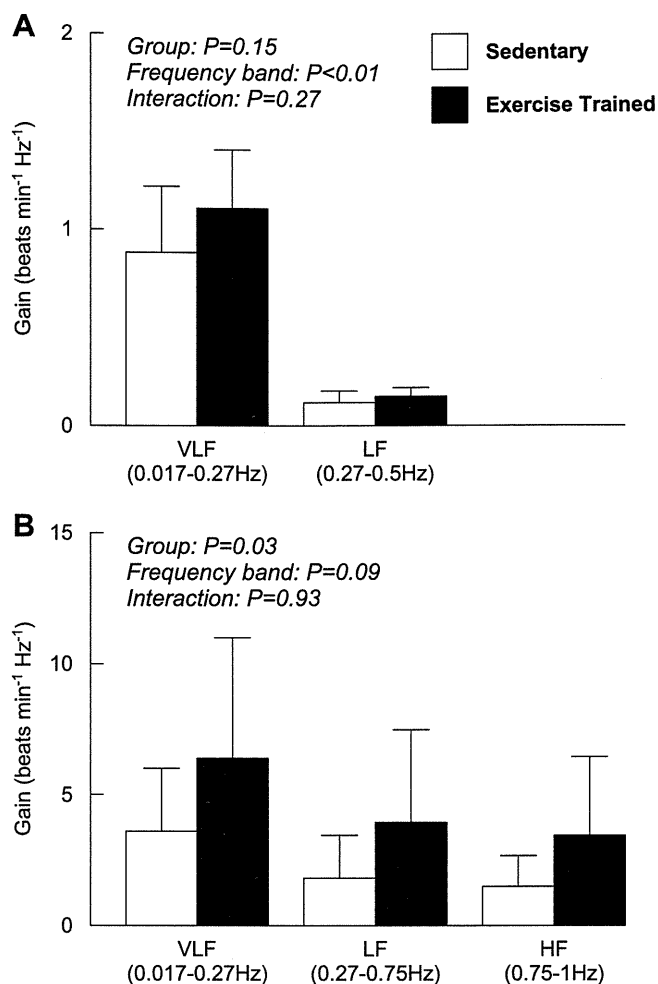 A
2
Group: P=0.15
Frequency band: P<0.01
Interaction: P=0.27
Sedentary
Exercise Trained
1
0
Gain (beats min⁻¹ Hz⁻¹)
VLF
(0.017-0.27Hz)
LF
(0.27-0.5Hz)
B
15
Group: P=0.03
Frequency band: P=0.09
Interaction: P=0.93
10
5
0
Gain (beats min⁻¹ Hz⁻¹)
VLF
(0.017-0.27Hz)
LF
(0.27-0.75Hz)
HF
(0.75-1Hz)